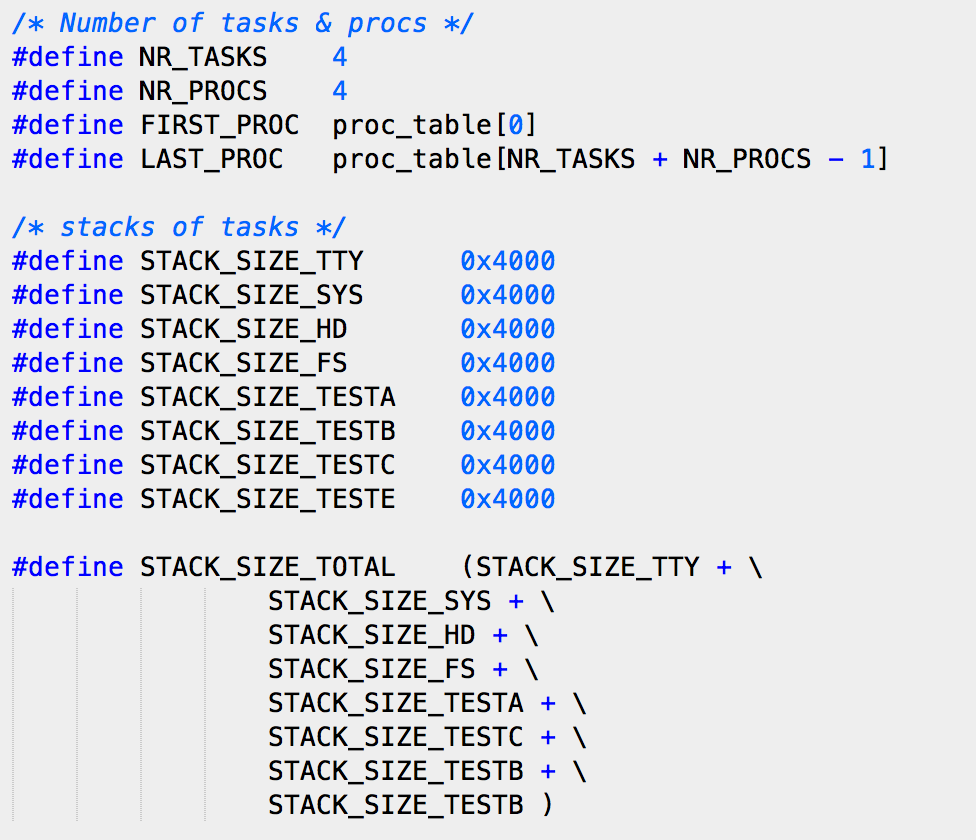 /* Number of tasks & procs */
#define NR_TASKS    4
#define NR_PROCS    4
#define FIRST_PROC  proc_table[0]
#define LAST_PROC   proc_table[NR_TASKS + NR_PROCS - 1]

/* stacks of tasks */
#define STACK_SIZE_TTY      0x4000
#define STACK_SIZE_SYS      0x4000
#define STACK_SIZE_HD       0x4000
#define STACK_SIZE_FS       0x4000
#define STACK_SIZE_TESTA    0x4000
#define STACK_SIZE_TESTB    0x4000
#define STACK_SIZE_TESTC    0x4000
#define STACK_SIZE_TESTE    0x4000

#define STACK_SIZE_TOTAL    (STACK_SIZE_TTY + \
                STACK_SIZE_SYS + \
                STACK_SIZE_HD + \
                STACK_SIZE_FS + \
                STACK_SIZE_TESTA + \
                STACK_SIZE_TESTC + \
                STACK_SIZE_TESTB + \
                STACK_SIZE_TESTB )